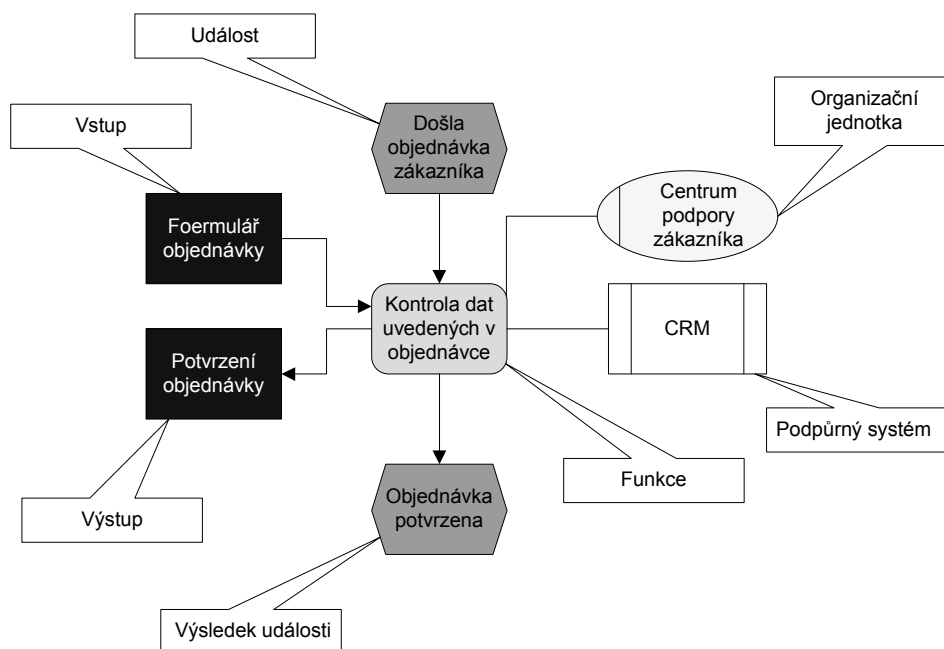 Událost
Vstup
Došla
objednávka
zákazníka
Organizační
jednotka
Centrum
podpory
zákazníka
Foermulář
objednávky
Kontrola dat
uvedených v
objednávce
CRM
Potvrzení
objednávky
Podpůrný systém
Funkce
Výstup
Objednávka
potvrzena
Výsledek události